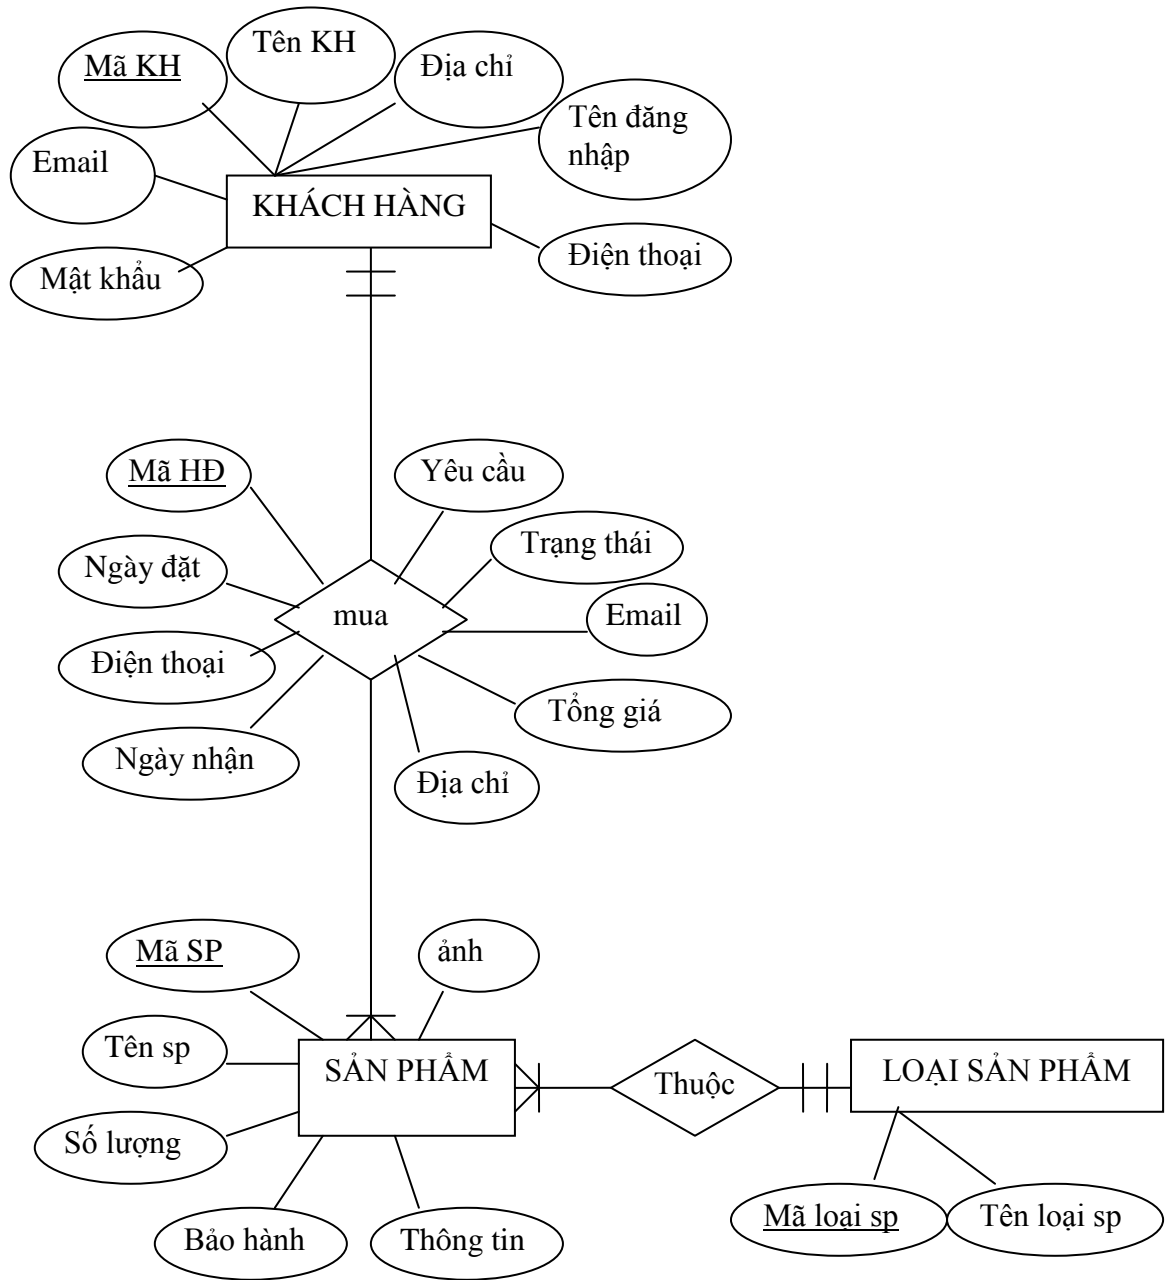 Tên KH
Mã KH
Địa chỉ
Tên đăng
nhập
Email
KHÁCH HÀNG
Điện thoại
Mật khẩu
Mã HĐ
Yêu cầu
Trạng thái
Ngày đặt
mua
Email
Điện thoại
Tổng giá
Ngày nhận
Địa chỉ
Mã SP
ảnh
Tên sp
SẢN PHẨM
Thuộc
LOẠI SẢN PHẨM
Số lượng
Mã loại sp
Tên loại sp
Bảo hành
Thông tin